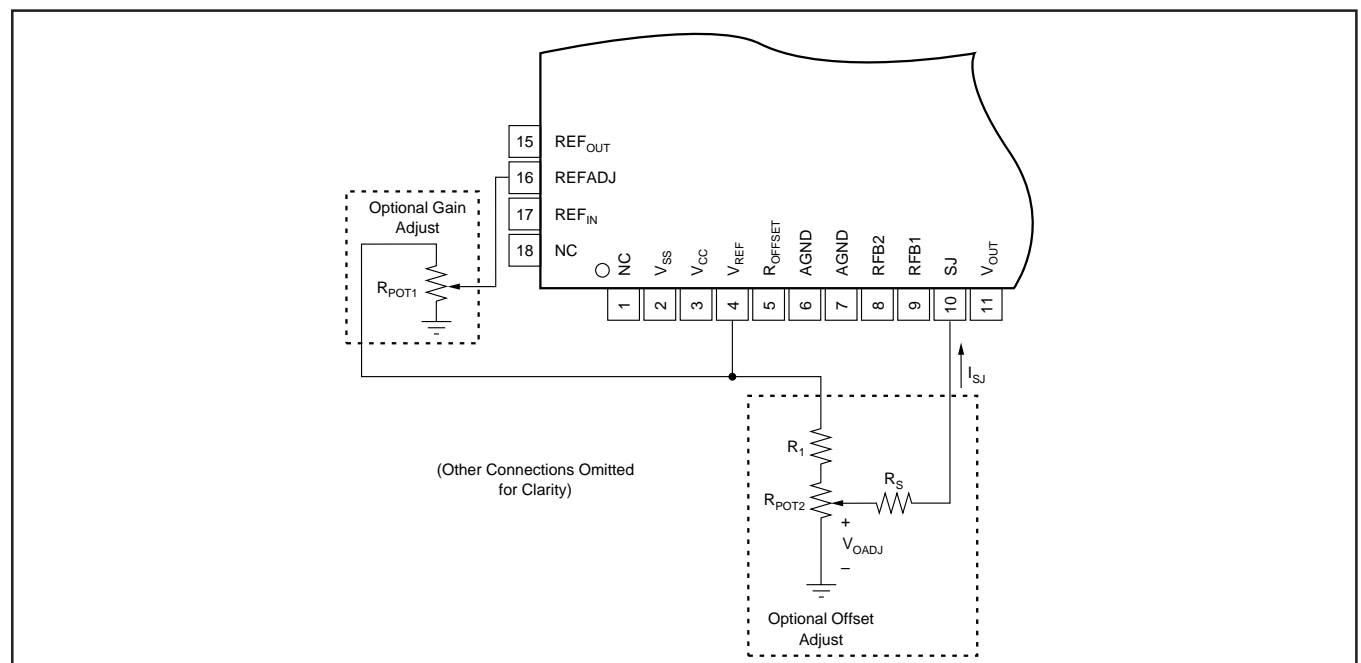 15 REF_OUT
16 REFADJ
17 REF_IN
18 NC
Optional Gain
Adjust
R_POT1
NC
V_SS
V_CC
V_REF
R_OFFSET
AGND
AGND
RFB2
RFB1
SJ
V_OUT
1
2
3
4
5
6
7
8
9
10
11
I_SJ
R_1
R_POT2
R_S
+
V_OADJ
–
(Other Connections Omitted
for Clarity)
Optional Offset
Adjust